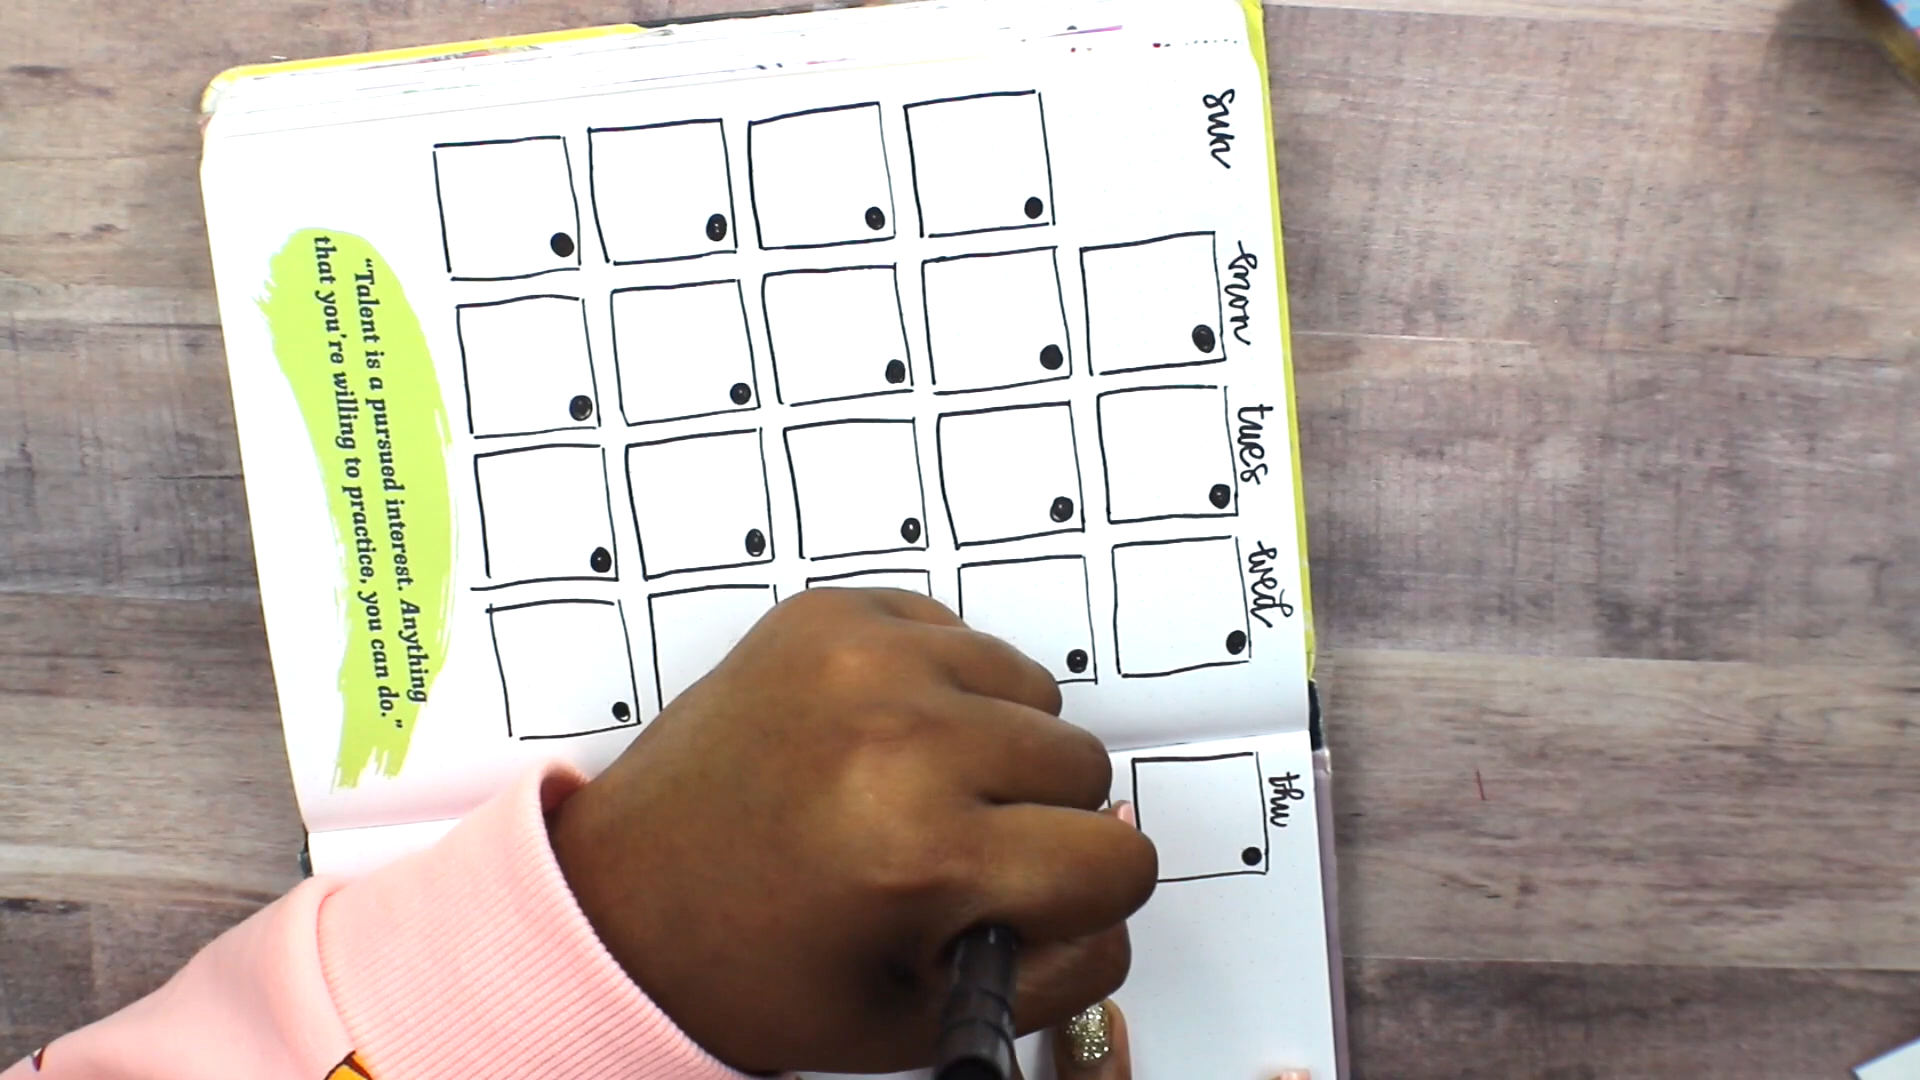 sun
mon
tues
wed
thu
"Talent is a pursued interest. Anything
that you're willing to practice, you can do."